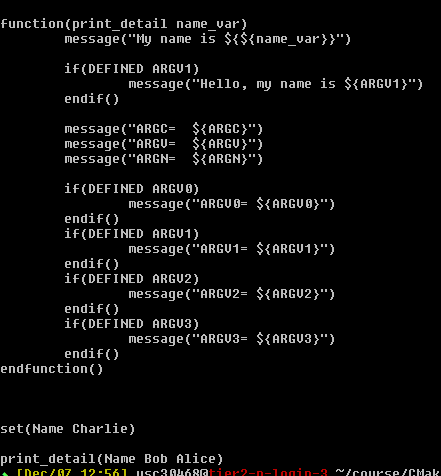 function(print_detail name_var)
message("My name is ${${name_var}}")
if(DEFINED ARGV1)
message("Hello, my name is ${ARGV1}")
endif()
message("ARGC=  ${ARGC}")
message("ARGV=  ${ARGV}")
message("ARGN=  ${ARGN}")
if(DEFINED ARGV0)
message("ARGV0= ${ARGV0}")
endif()
if(DEFINED ARGV1)
message("ARGV1= ${ARGV1}")
endif()
if(DEFINED ARGV2)
message("ARGV2= ${ARGV2}")
endif()
if(DEFINED ARGV3)
message("ARGV3= ${ARGV3}")
endif()
endfunction()
set(Name Charlie)
print_detail(Name Bob Alice)
[Dec/07 12:56] usc30468@tier2-p-login-3 ~/course/CMak